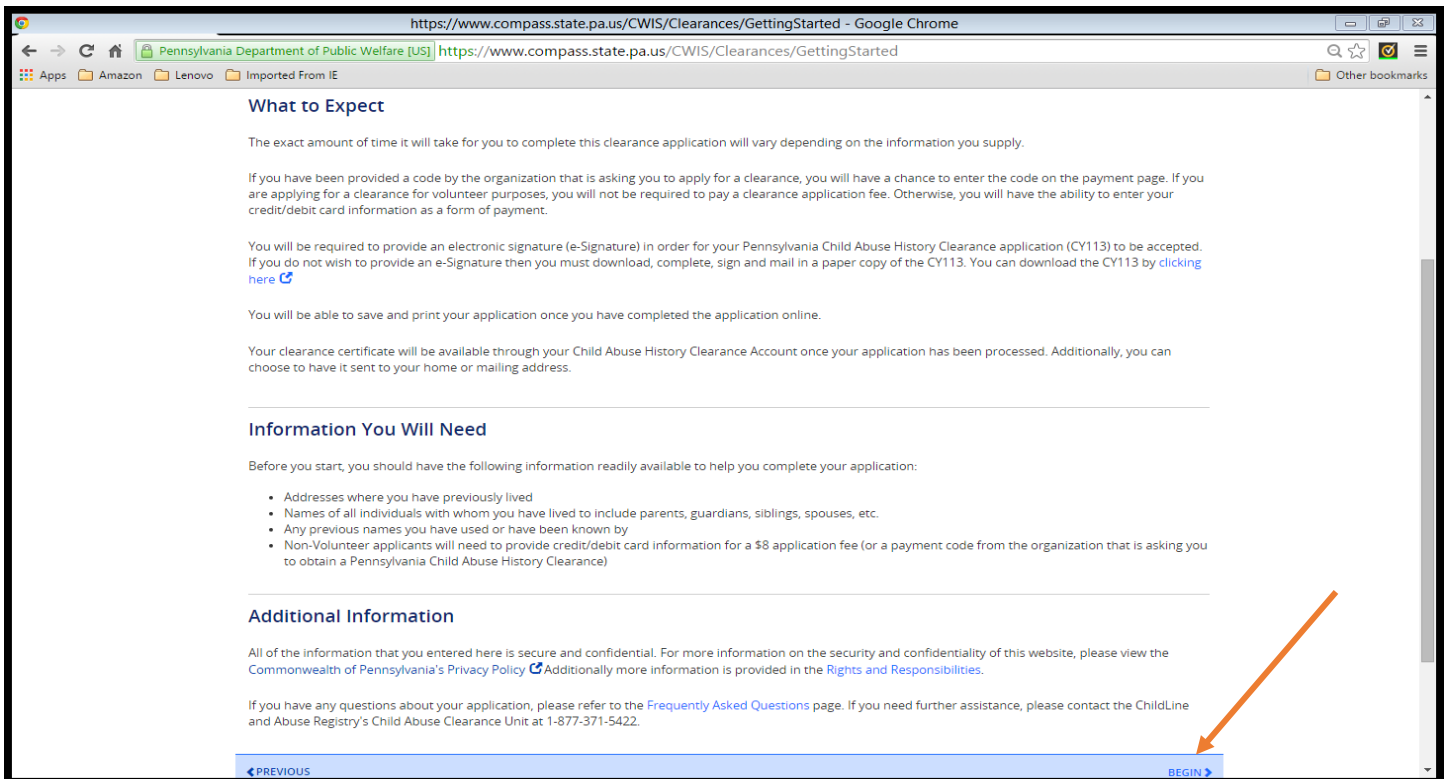 https://www.compass.state.pa.us/CWIS/Clearances/GettingStarted - Google Chrome
Pennsylvania Department of Public Welfare [US] https://www.compass.state.pa.us/CWIS/Clearances/GettingStarted
Apps Amazon Lenovo Imported From IE Other bookmarks
What to Expect
The exact amount of time it will take for you to complete this clearance application will vary depending on the information you supply.
If you have been provided a code by the organization that is asking you to apply for a clearance, you will have a chance to enter the code on the payment page. If you
are applying for a clearance for volunteer purposes, you will not be required to pay a clearance application fee. Otherwise, you will have the ability to enter your
credit/debit card information as a form of payment.
You will be required to provide an electronic signature (e-Signature) in order for your Pennsylvania Child Abuse History Clearance application (CY113) to be accepted.
If you do not wish to provide an e-Signature then you must download, complete, sign and mail in a paper copy of the CY113. You can download the CY113 by clicking
here
You will be able to save and print your application once you have completed the application online.
Your clearance certificate will be available through your Child Abuse History Clearance Account once your application has been processed. Additionally, you can
choose to have it sent to your home or mailing address.
Information You Will Need
Before you start, you should have the following information readily available to help you complete your application:
• Addresses where you have previously lived
• Names of all individuals with whom you have lived to include parents, guardians, siblings, spouses, etc.
• Any previous names you have used or have been known by
• Non-Volunteer applicants will need to provide credit/debit card information for a $8 application fee (or a payment code from the organization that is asking you
to obtain a Pennsylvania Child Abuse History Clearance)
Additional Information
All of the information that you entered here is secure and confidential. For more information on the security and confidentiality of this website, please view the
Commonwealth of Pennsylvania's Privacy Policy Additionally more information is provided in the Rights and Responsibilities.
If you have any questions about your application, please refer to the Frequently Asked Questions page. If you need further assistance, please contact the ChildLine
and Abuse Registry's Child Abuse Clearance Unit at 1-877-371-5422.
PREVIOUS BEGIN